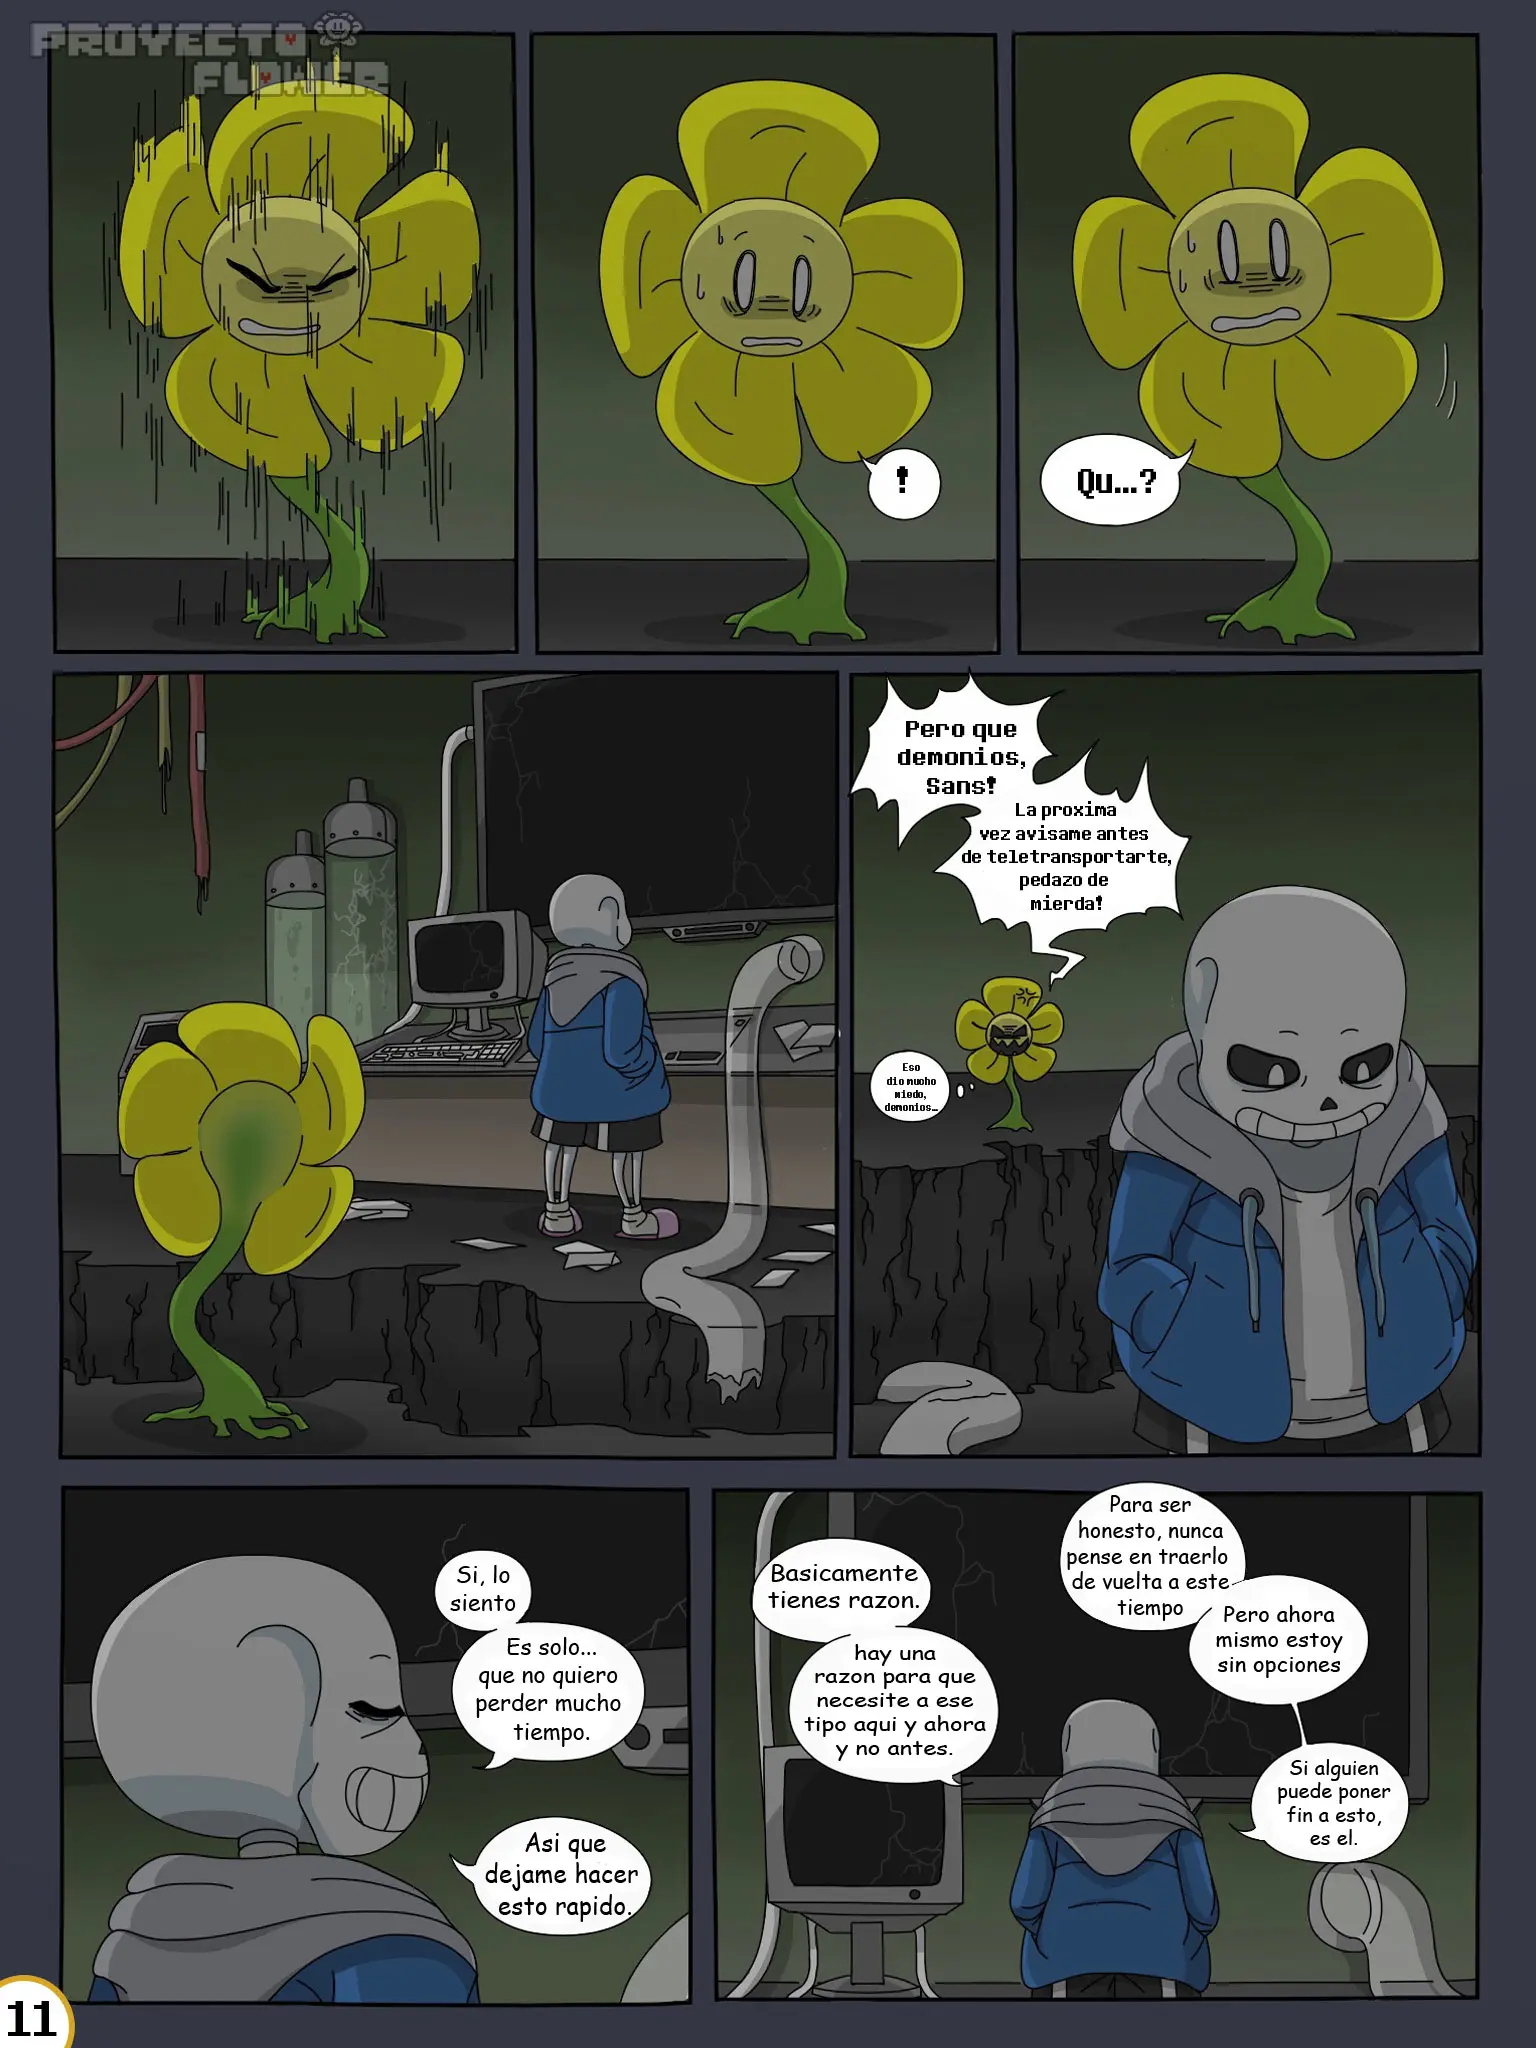 PROYECTO
FLOWER
!
Qu...?
Pero que
demonios,
Sans!
La proxima
vez avisame antes
de teletransportarte,
pedazo de
mierda!
Eso
dio mucho
miedo,
demonios...
Si, lo
siento
Es solo...
que no quiero
perder mucho
tiempo.
Asi que
dejame hacer
esto rapido.
Basicamente
tienes razon.
hay una
razon para que
necesite a ese
tipo aqui y ahora
y no antes.
Para ser
honesto, nunca
pense en traerlo
de vuelta a este
tiempo
Pero ahora
mismo estoy
sin opciones
Si alguien
puede poner
fin a esto,
es el.
11